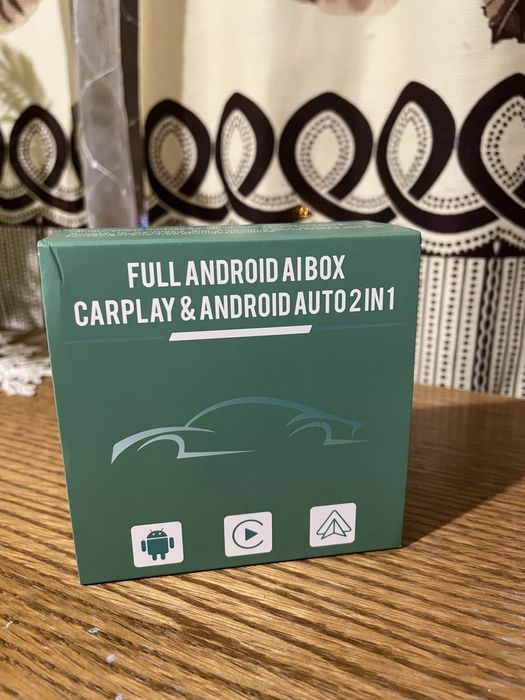 FULL ANDROID AI BOX
CARPLAY & ANDROID AUTO 2 IN 1